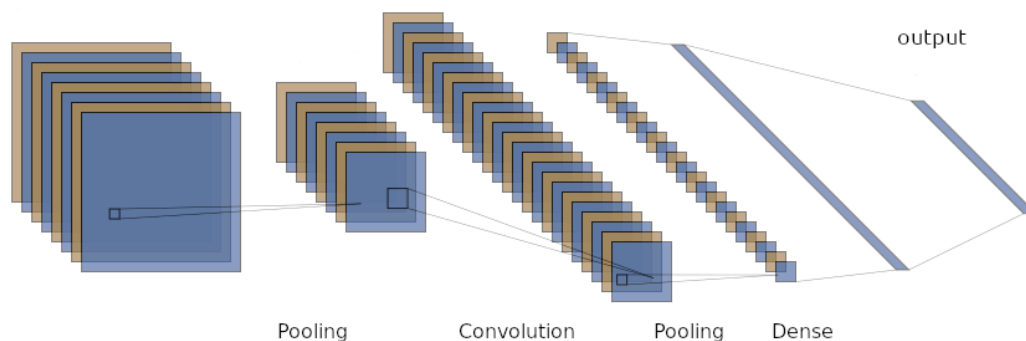 output
Pooling
Convolution
Pooling
Dense